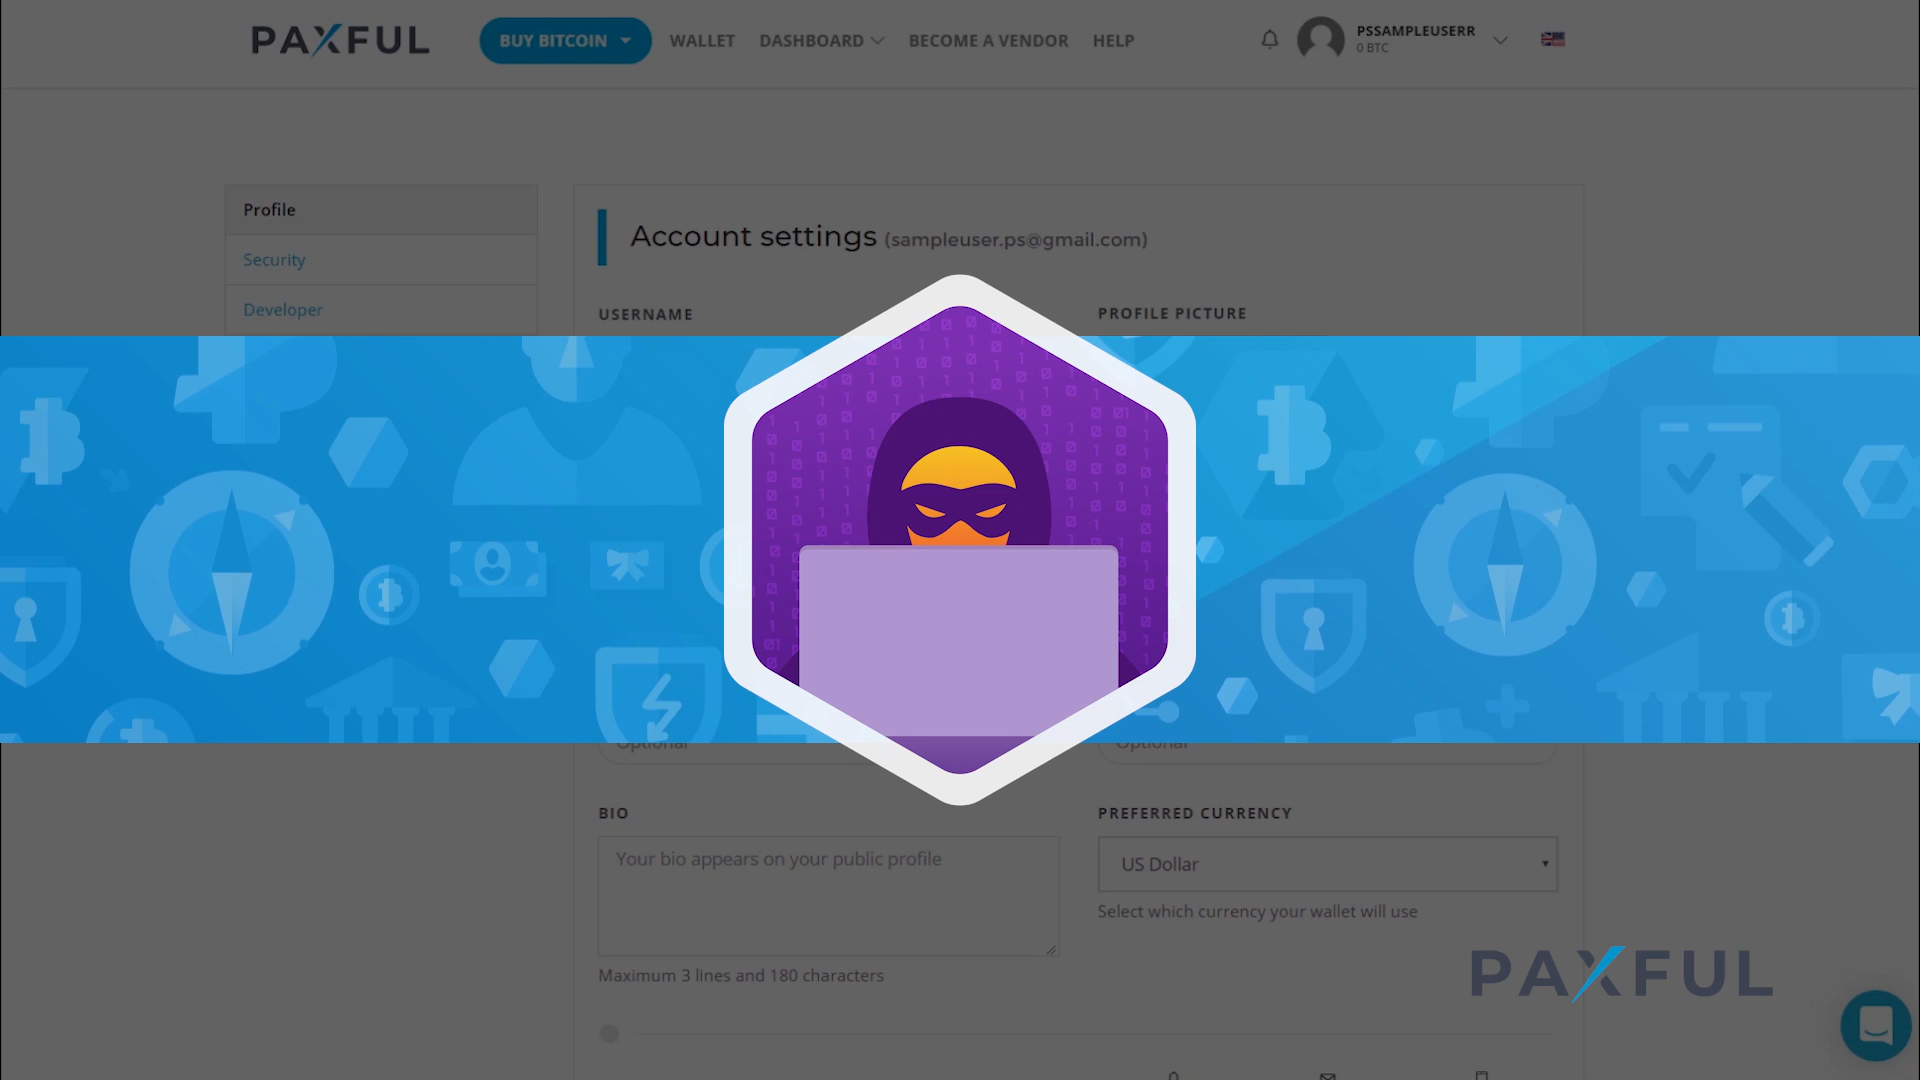 PAXFUL
BUY BITCOIN
WALLET
DASHBOARD
BECOME A VENDOR
HELP
PSSAMPLEUSERR
0 BTC
Profile
Security
Developer
Account settings (sampleuser.ps@gmail.com)
USERNAME
PROFILE PICTURE
Optional
Optional
BIO
PREFERRED CURRENCY
Your bio appears on your public profile
US Dollar
Select which currency your wallet will use
Maximum 3 lines and 180 characters
PAXFUL